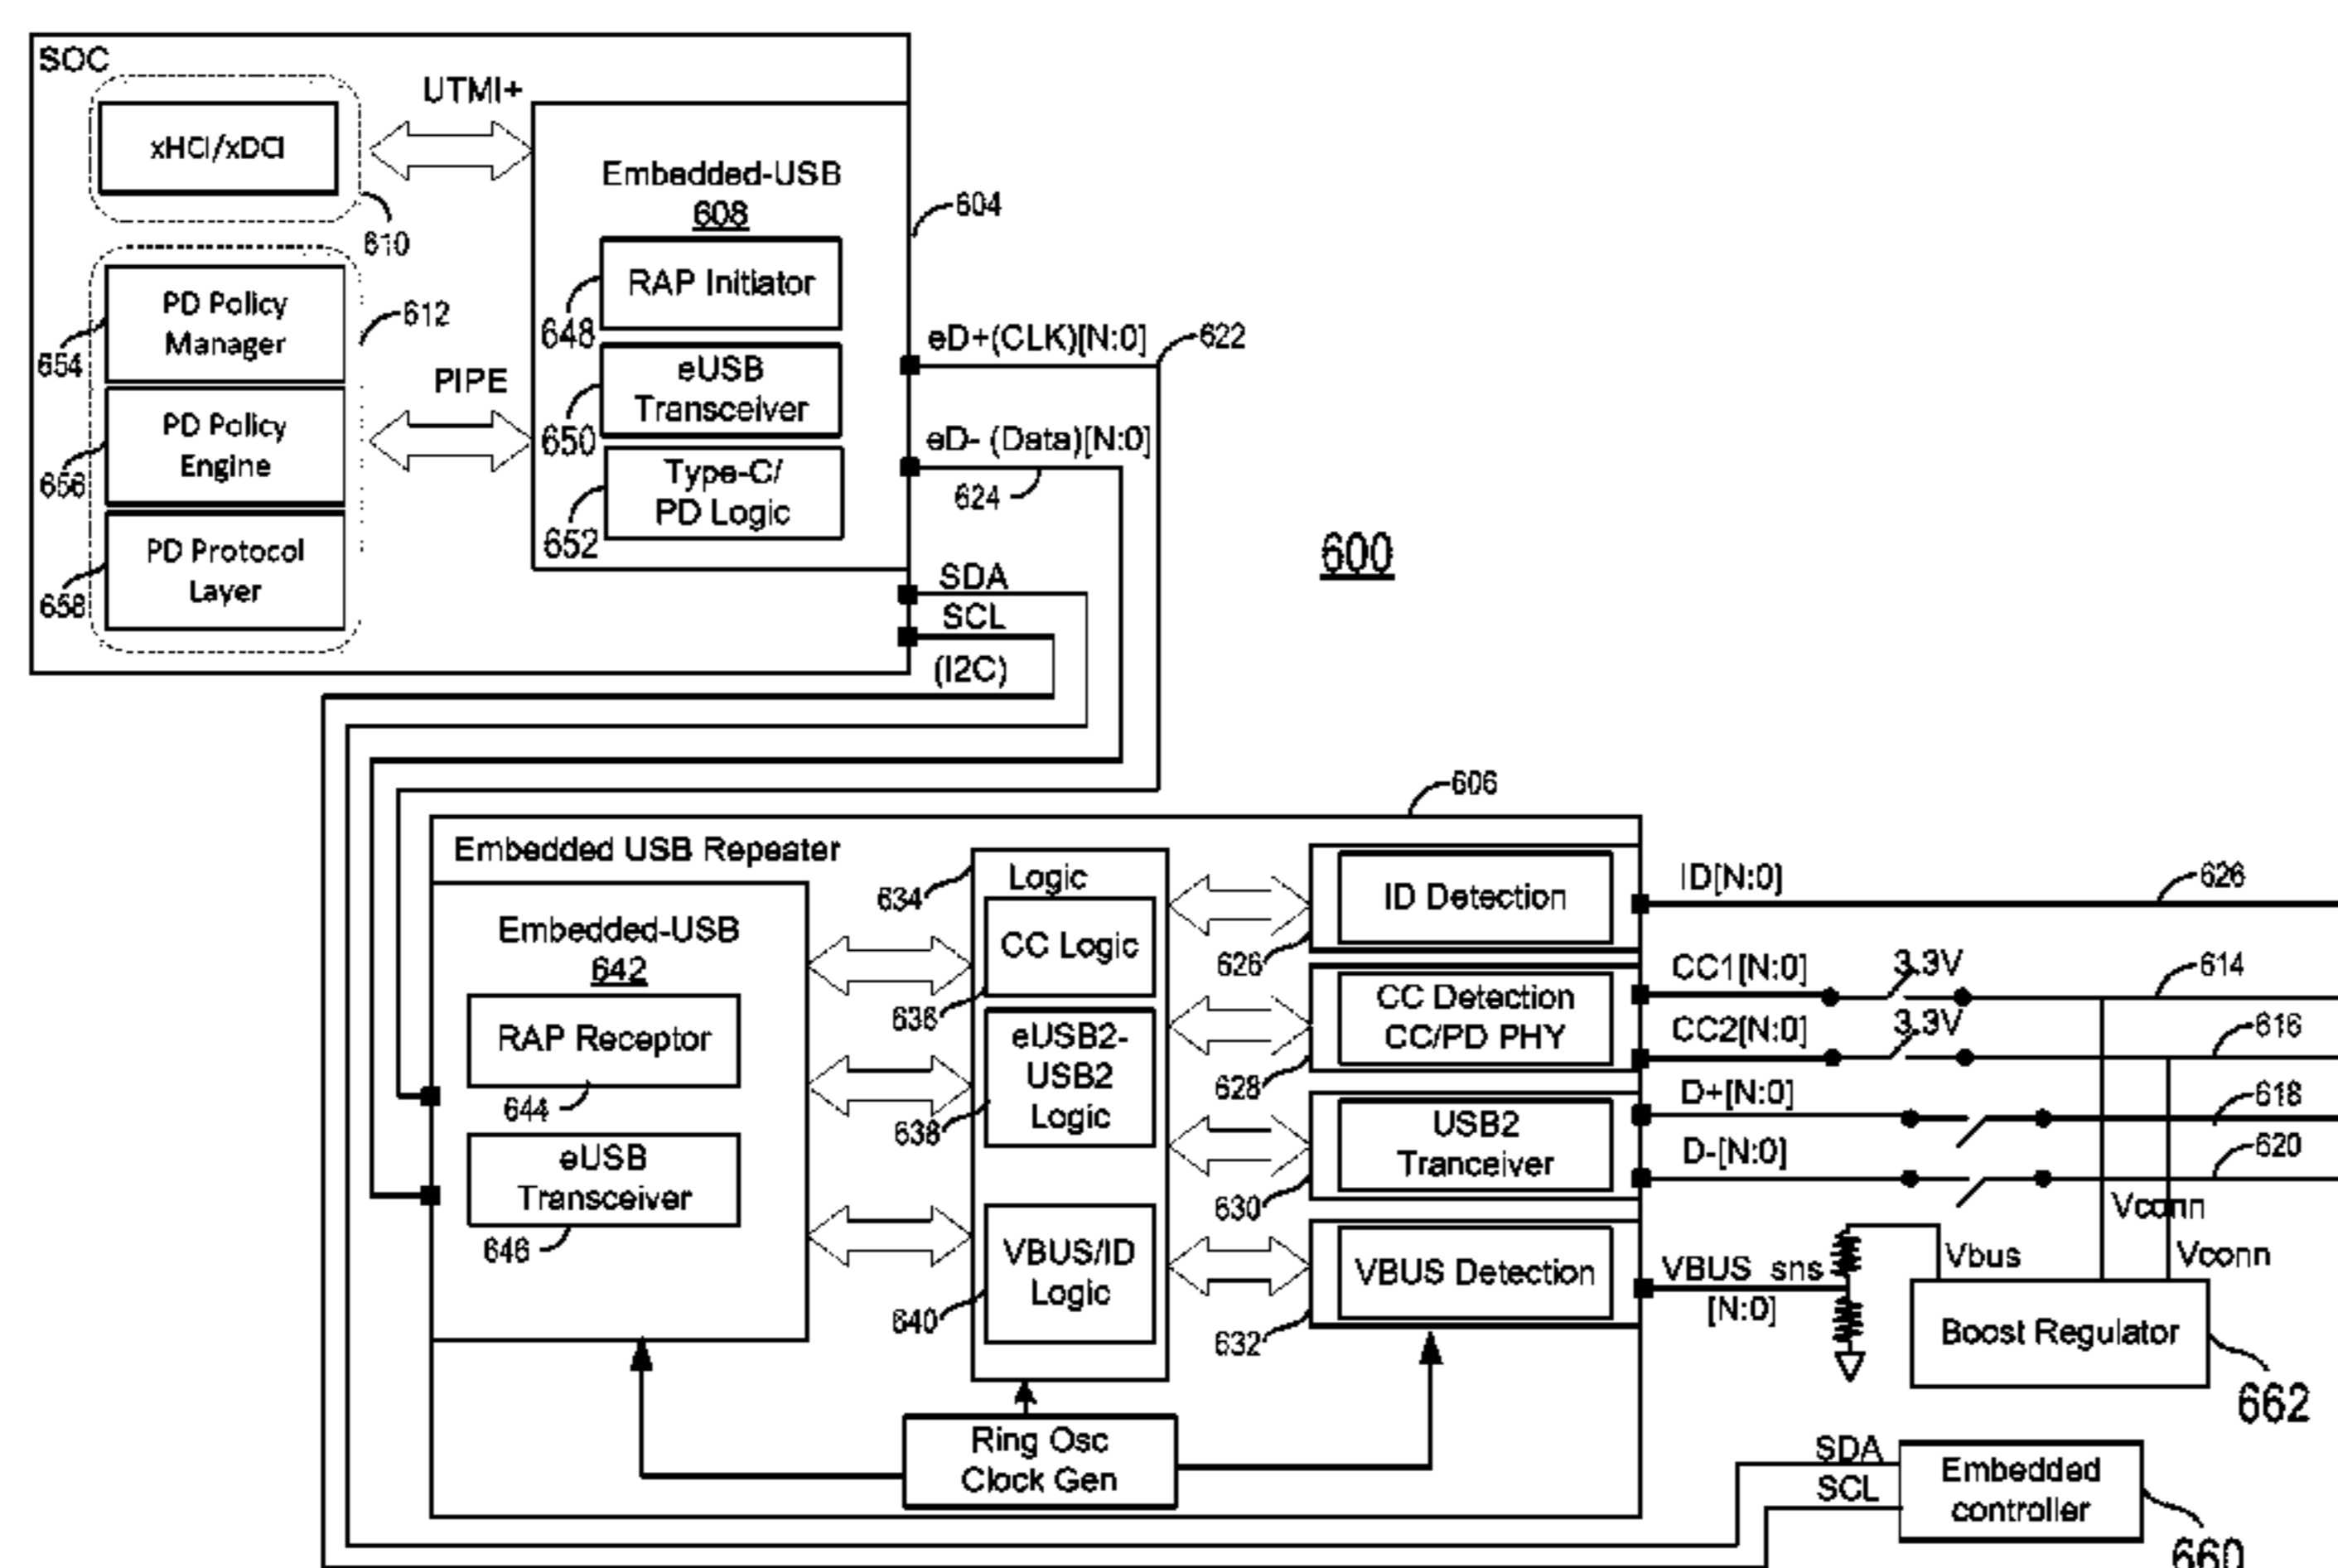 SOC
UTMI+
xHCI/xDCI
610
Embedded-USB
608
604
RAP Initiator
648
PD Policy
Manager
654
612
eD+(CLK)[N:0]
622
eUSB
Transceiver
650
PIPE
PD Policy
Engine
656
eD- (Data)[N:0]
624
Type-C/
PD Logic
652
PD Protocol
Layer
658
SDA
SCL
(I2C)
600
606
Embedded USB Repeater
Embedded-USB
642
RAP Receptor
644
eUSB
Transceiver
646
634
Logic
CC Logic
636
eUSB2-
USB2
Logic
638
VBUS/ID
Logic
640
ID Detection
626
CC Detection
CC/PD PHY
628
USB2
Tranceiver
630
VBUS Detection
632
Ring Osc
Clock Gen
ID[N:0]
626
CC1[N:0]
3.3V
614
CC2[N:0]
3.3V
616
D+[N:0]
618
D-[N:0]
620
Vconn
VBUS_sns
[N:0]
Vbus
Vconn
Boost Regulator
662
SDA
SCL
Embedded
controller
660